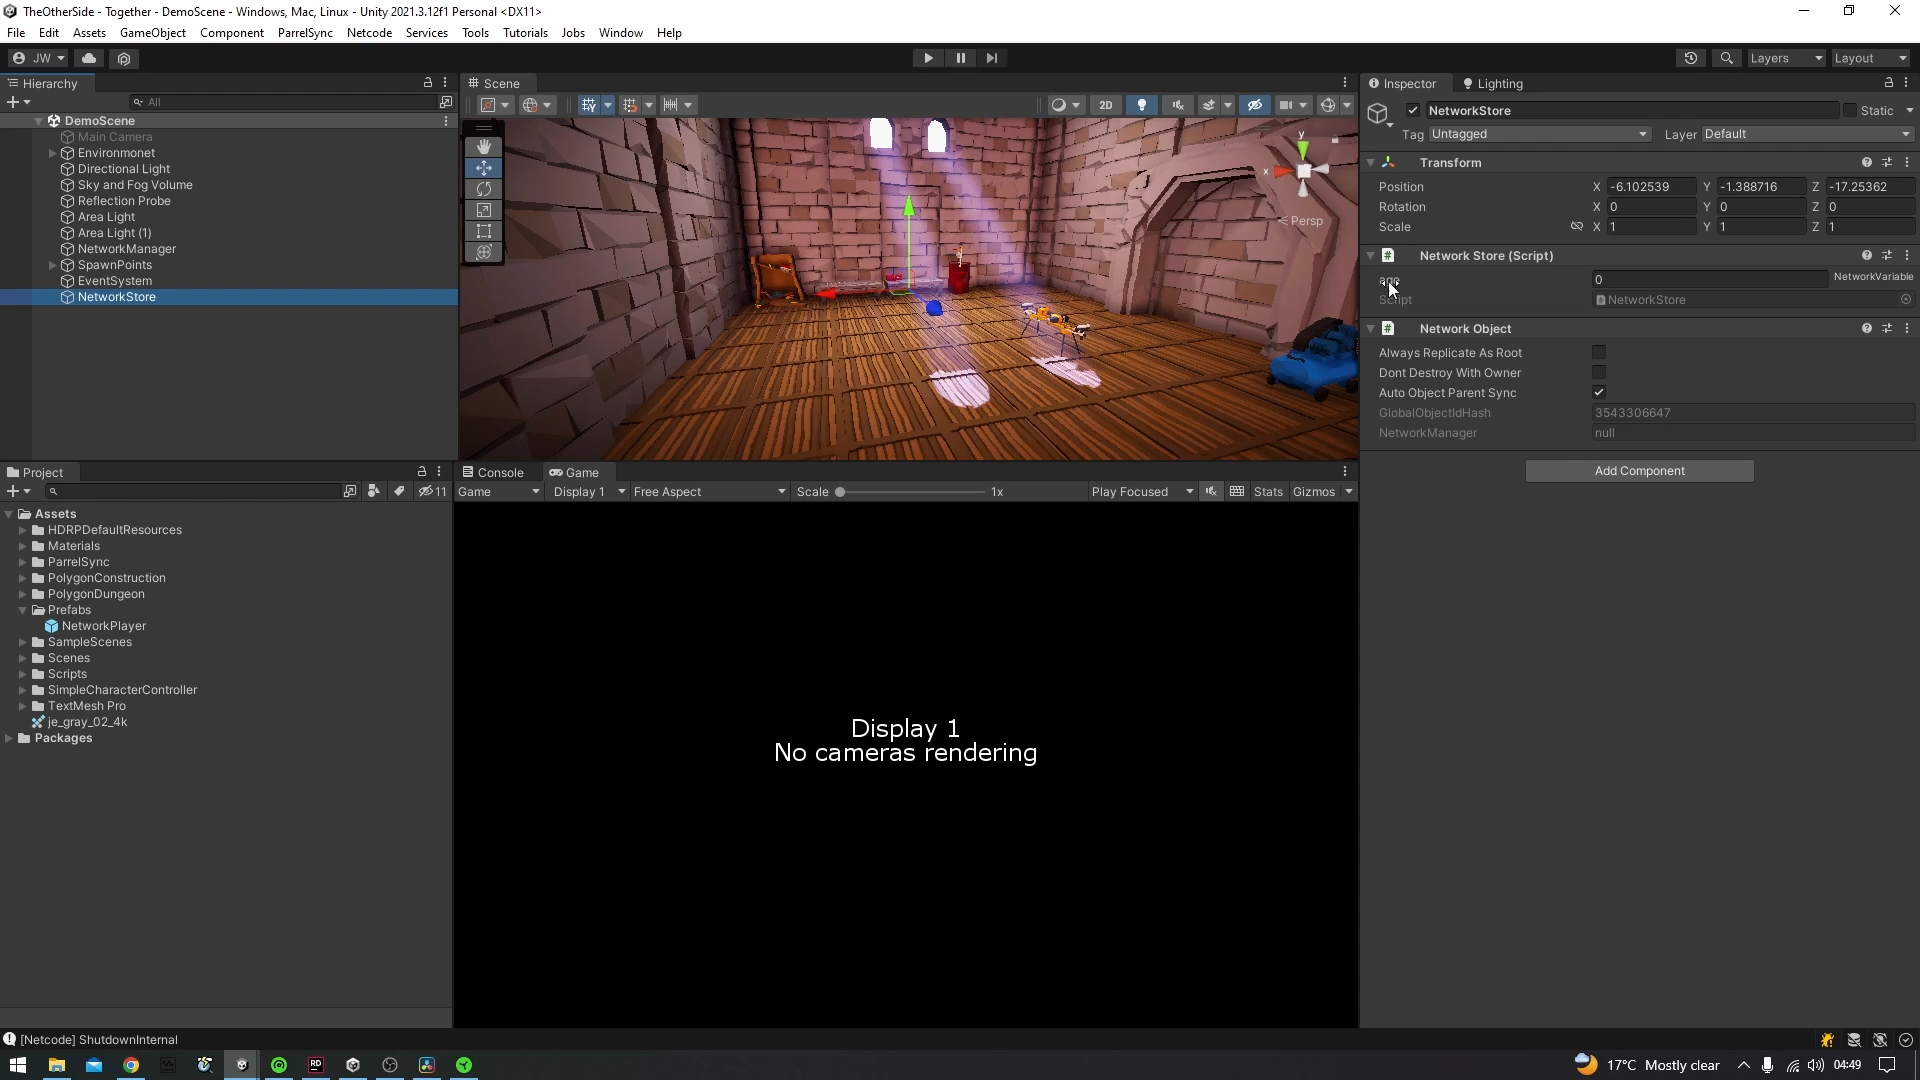 TheOtherSide - Together - DemoScene - Windows, Mac, Linux - Unity 2021.3.12f1 Personal <DX11>
File Edit Assets GameObject Component ParrelSync Netcode Services Tools Tutorials Jobs Window Help
JW Layers Layout
Hierarchy
All
DemoScene
Main Camera
Environmonet
Directional Light
Sky and Fog Volume
Reflection Probe
Area Light
Area Light (1)
NetworkManager
SpawnPoints
EventSystem
NetworkStore
Scene
2D
y
x
Persp
Inspector Lighting
NetworkStore Static
Tag Untagged Layer Default
Transform
Position X -6.102539 Y -1.388716 Z -17.25362
Rotation X 0 Y 0 Z 0
Scale X 1 Y 1 Z 1
# Network Store (Script)
0 NetworkVariable
Script # NetworkStore
# Network Object
Always Replicate As Root
Dont Destroy With Owner
Auto Object Parent Sync
GlobalObjectIdHash 3543306647
NetworkManager null
Add Component
Project
11
Assets
HDRPDefaultResources
Materials
ParrelSync
PolygonConstruction
PolygonDungeon
Prefabs
NetworkPlayer
SampleScenes
Scenes
Scripts
SimpleCharacterController
TextMesh Pro
je_gray_02_4k
Packages
Console Game
Game Display 1 Free Aspect Scale 1x Play Focused Stats Gizmos
Display 1
No cameras rendering
[Netcode] ShutdownInternal
RD
17°C Mostly clear 04:49